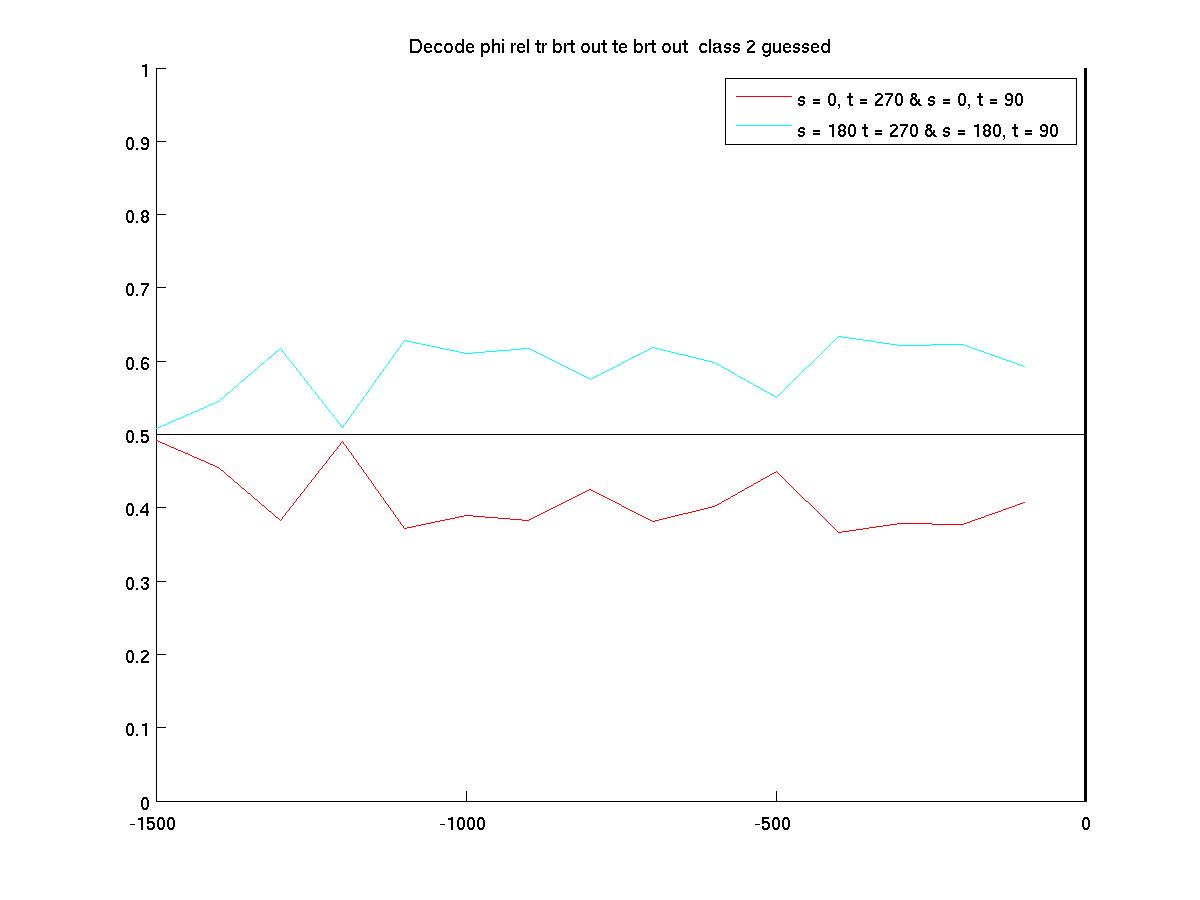 Decode phi rel tr brt out te brt out  class 2 guessed
s = 0, t = 270 & s = 0, t = 90
s = 180 t = 270 & s = 180, t = 90
1
0.9
0.8
0.7
0.6
0.5
0.4
0.3
0.2
0.1
0
-1500 -1000 -500 0